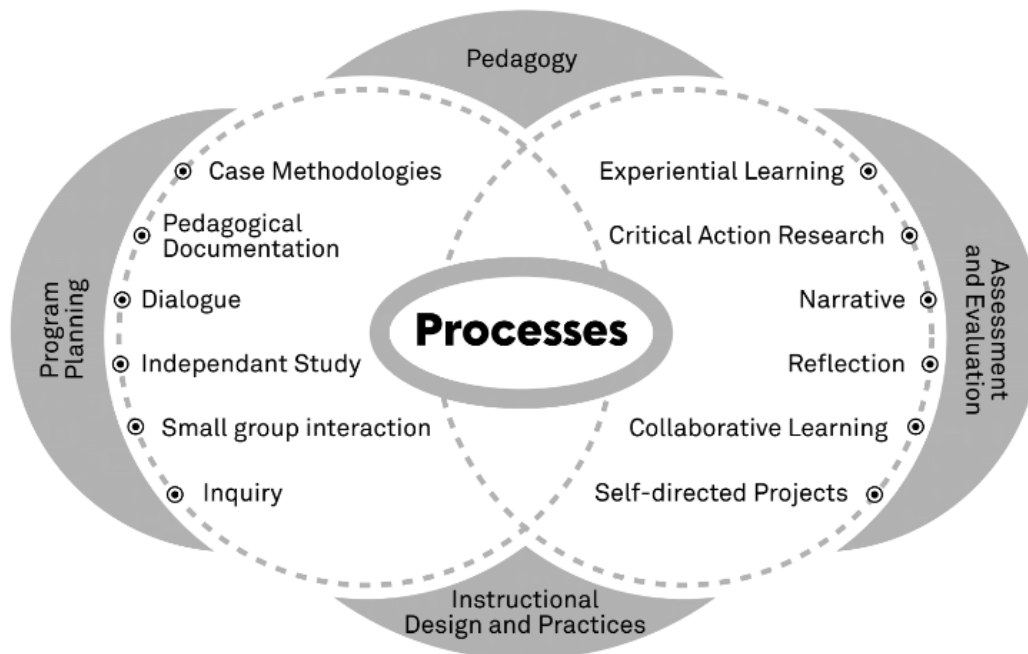 Pedagogy
Program
Planning
Case Methodologies
Pedagogical
Documentation
Dialogue
Independant Study
Small group interaction
Inquiry
Processes
Experiential Learning
Critical Action Research
Narrative
Reflection
Collaborative Learning
Self-directed Projects
Assessment
and Evaluation
Instructional
Design and Practices